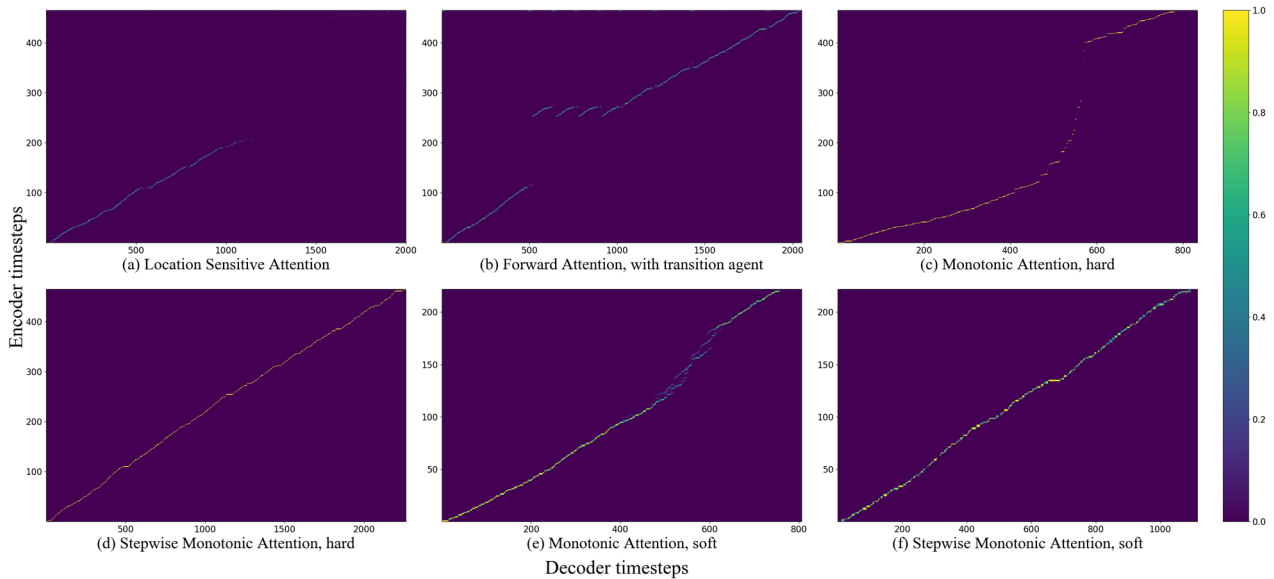 Encoder timesteps
400
300
200
100
500 1000 1500 2000
(a) Location Sensitive Attention
400
300
200
100
500 1000 1500 2000
(b) Forward Attention, with transition agent
400
300
200
100
200 400 600 800
(c) Monotonic Attention, hard
400
300
200
100
500 1000 1500 2000
(d) Stepwise Monotonic Attention, hard
200
150
100
50
200 400 600 800
(e) Monotonic Attention, soft
200
150
100
50
200 400 600 800 1000
(f) Stepwise Monotonic Attention, soft
1.0
0.8
0.6
0.4
0.2
0.0
Decoder timesteps